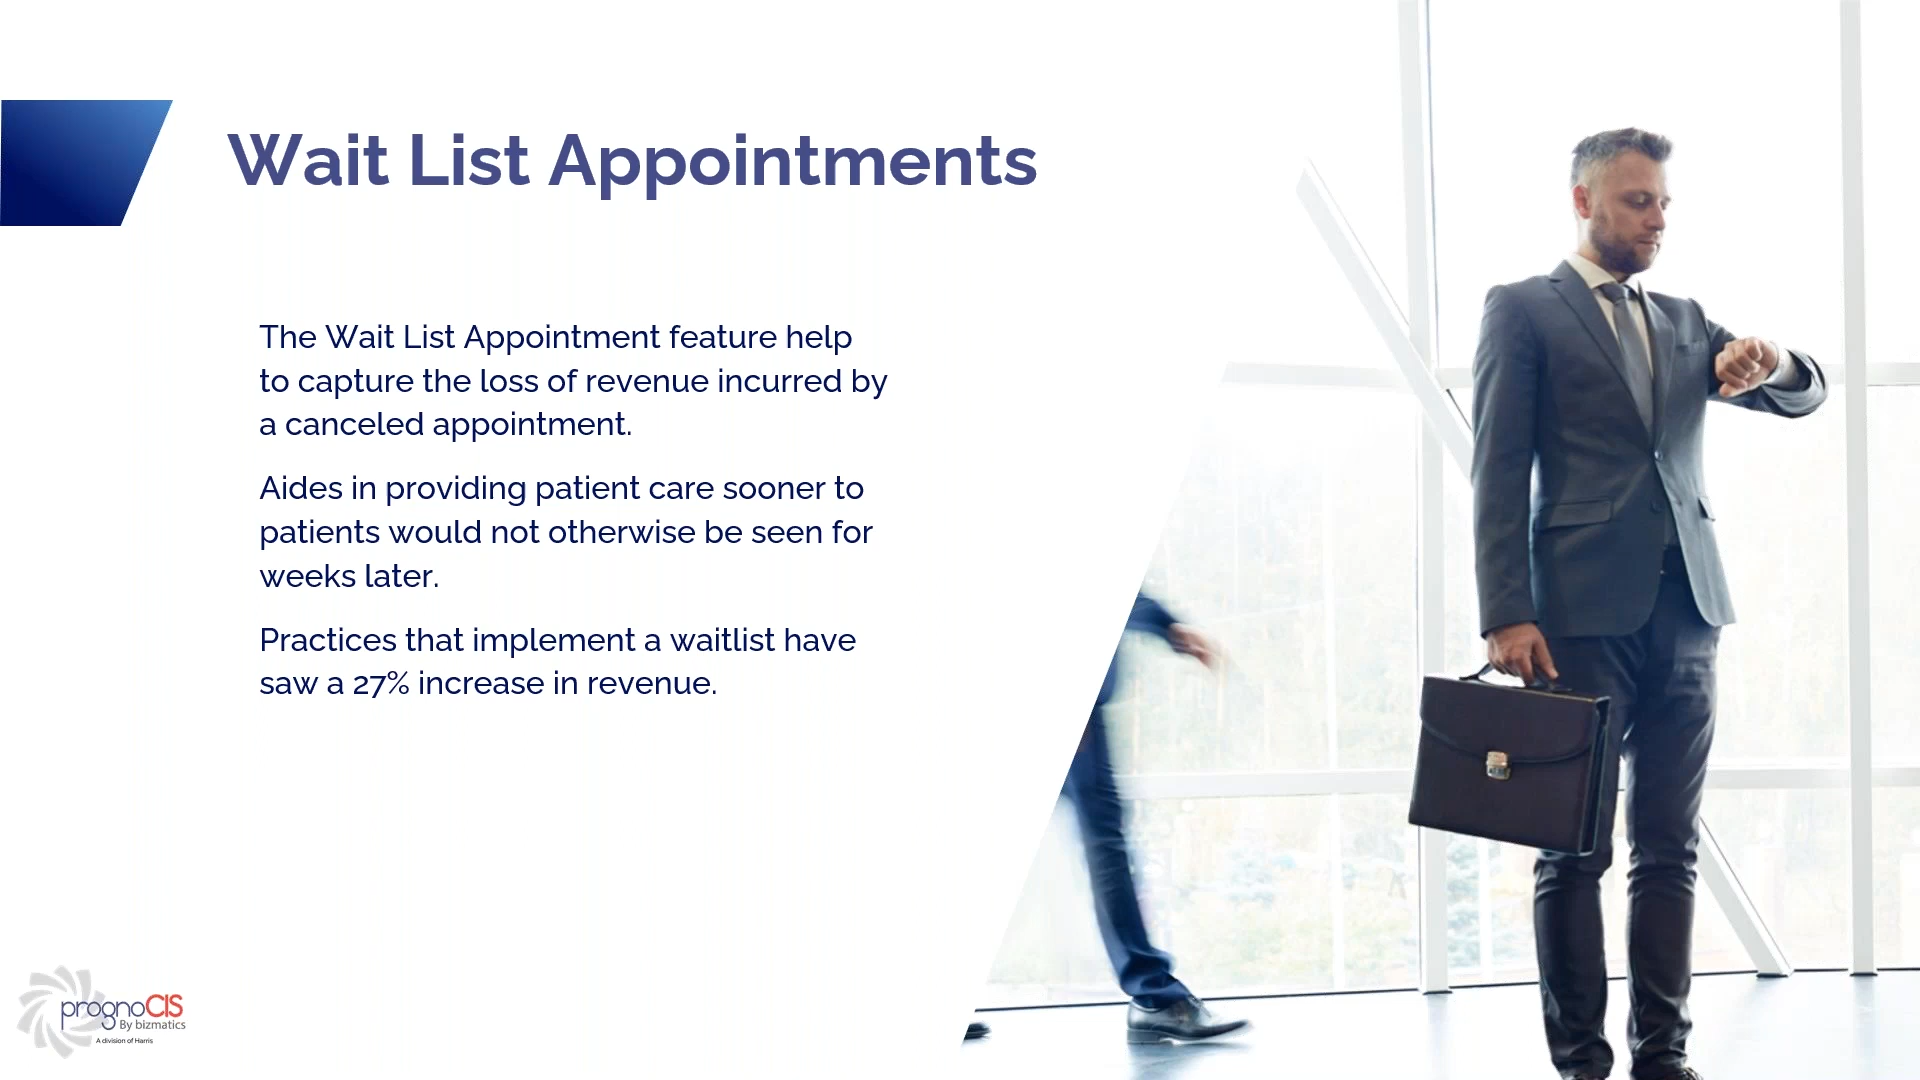 Wait List Appointments
The Wait List Appointment feature help
to capture the loss of revenue incurred by
a canceled appointment.
Aides in providing patient care sooner to
patients would not otherwise be seen for
weeks later.
Practices that implement a waitlist have
saw a 27% increase in revenue.
prognoCIS
By bizmatics
A division of Harris